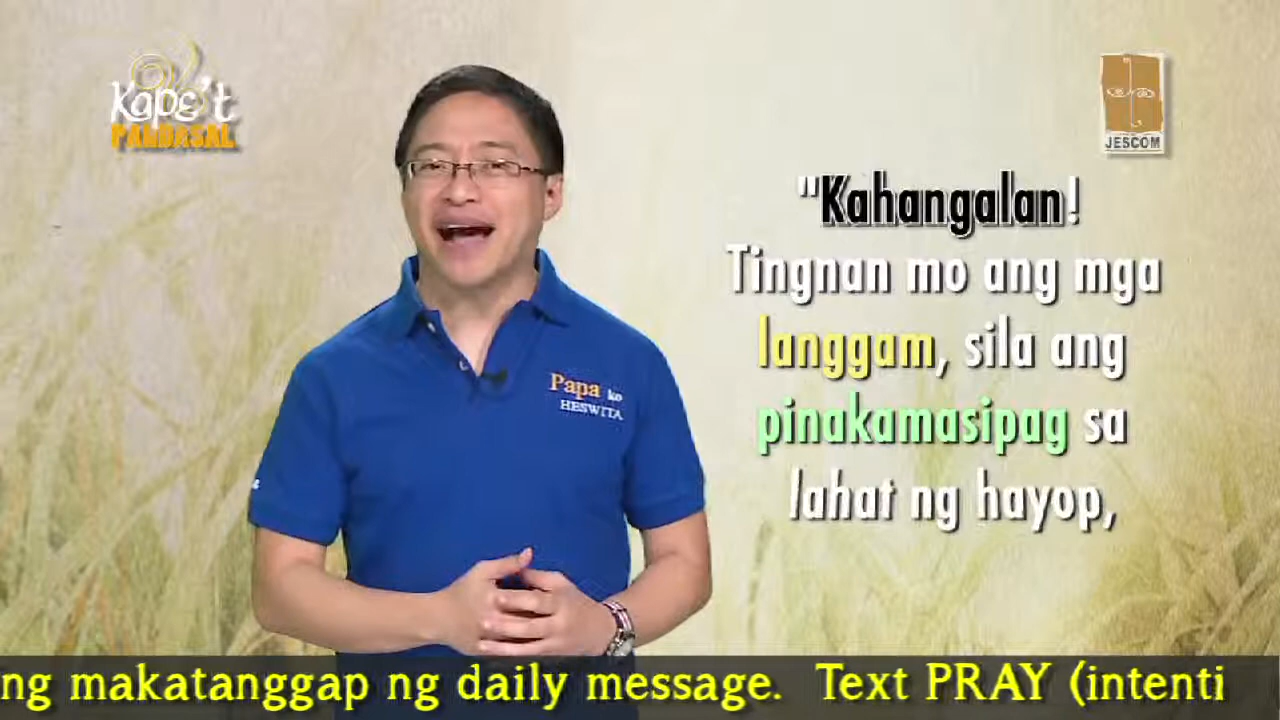 Kape't
PANDASAL
JESCOM
"Kahangalan!
Tingnan mo ang mga
langgam, sila ang
pinakamasipag sa
lahat ng hayop,
Papa ko
HESWITA
ng makatanggap ng daily message. Text PRAY (intenti